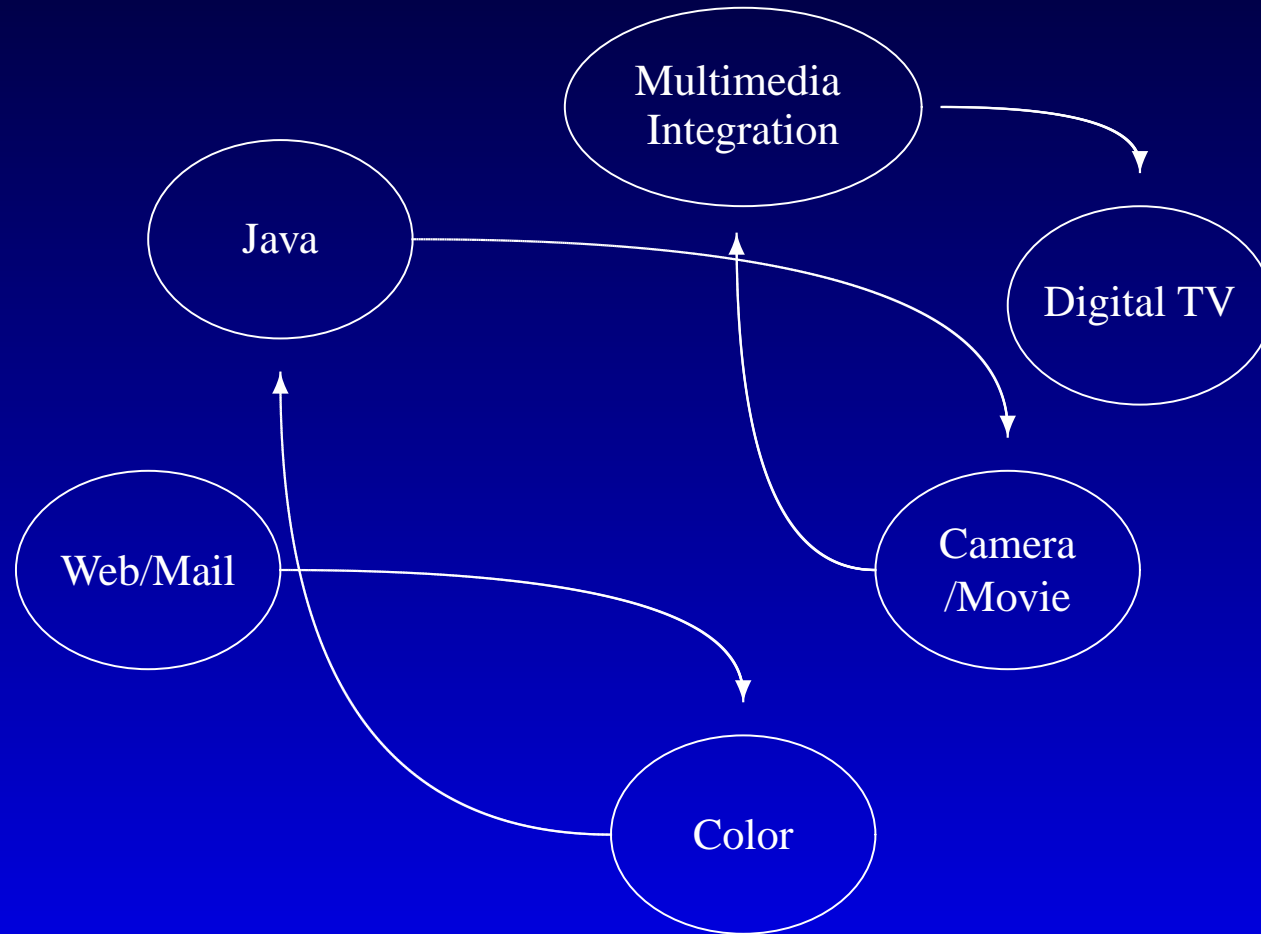 Multimedia
Integration
Java
Digital TV
Web/Mail
Camera
/Movie
Color